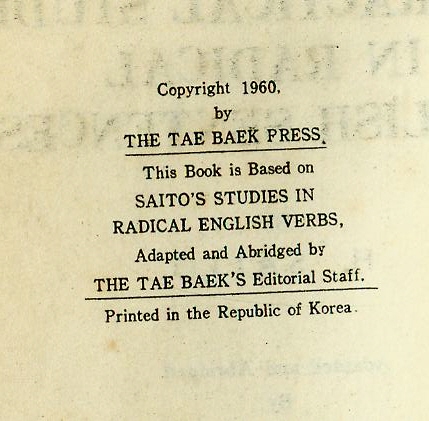 Copyright 1960,
by
THE TAE BAEK PRESS.
This Book is Based on
SAITO'S STUDIES IN
RADICAL ENGLISH VERBS,
Adapted and Abridged by
THE TAE BAEK'S Editorial Staff.
Printed in the Republic of Korea.